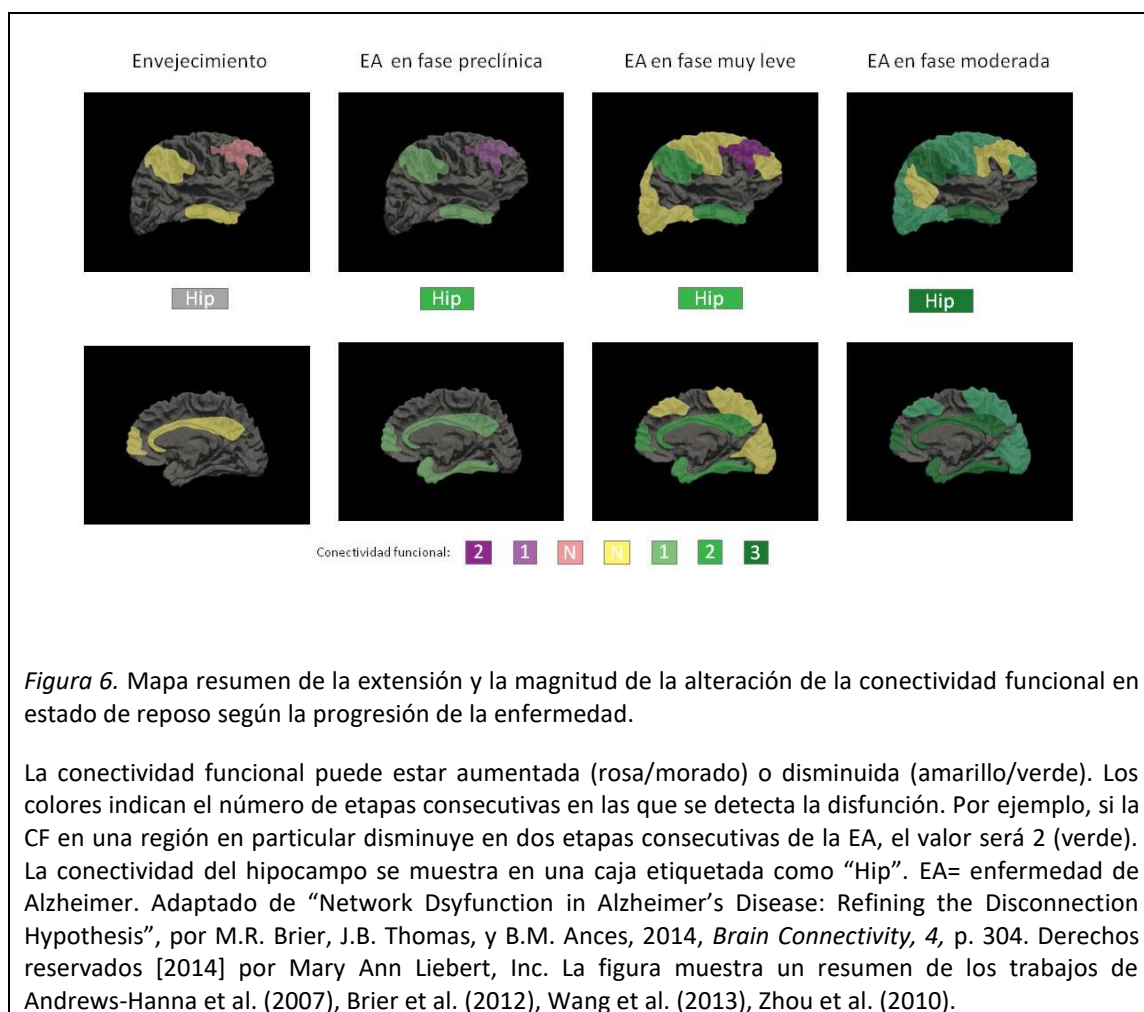 Envejecimiento EA en fase preclínica EA en fase muy leve EA en fase moderada
Hip Hip Hip Hip
Conectividad funcional: 2 1 N N 1 2 3
Figura 6. Mapa resumen de la extensión y la magnitud de la alteración de la conectividad funcional en
estado de reposo según la progresión de la enfermedad.
La conectividad funcional puede estar aumentada (rosa/morado) o disminuida (amarillo/verde). Los
colores indican el número de etapas consecutivas en las que se detecta la disfunción. Por ejemplo, si la
CF en una región en particular disminuye en dos etapas consecutivas de la EA, el valor será 2 (verde).
La conectividad del hipocampo se muestra en una caja etiquetada como “Hip”. EA= enfermedad de
Alzheimer. Adaptado de “Network Dsyfunction in Alzheimer’s Disease: Refining the Disconnection
Hypothesis”, por M.R. Brier, J.B. Thomas, y B.M. Ances, 2014, Brain Connectivity, 4, p. 304. Derechos
reservados [2014] por Mary Ann Liebert, Inc. La figura muestra un resumen de los trabajos de
Andrews-Hanna et al. (2007), Brier et al. (2012), Wang et al. (2013), Zhou et al. (2010).